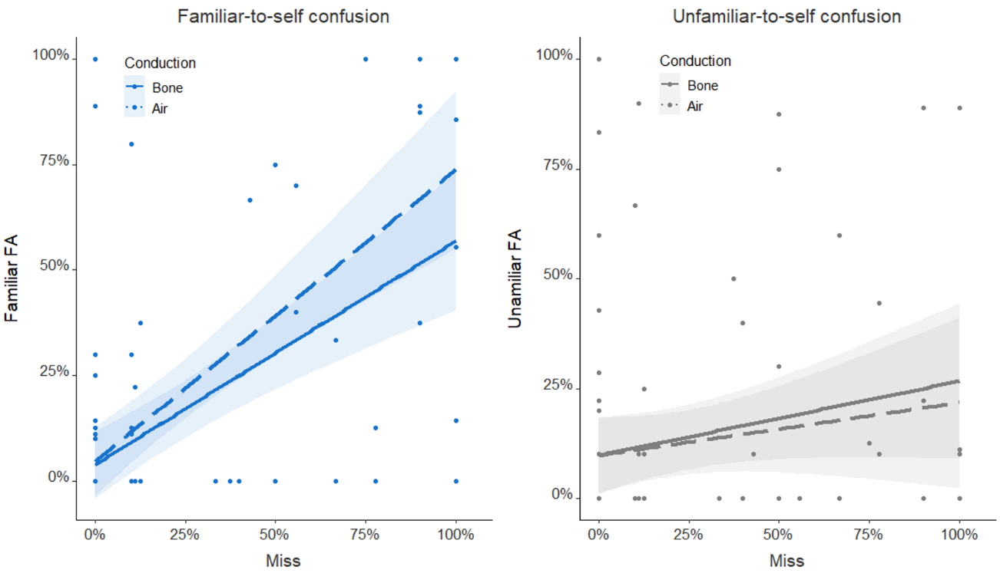 Familiar-to-self confusion
Familiar FA
100%
75%
50%
25%
0%
Conduction
Bone
Air
0% 25% 50% 75% 100%
Miss
Unfamiliar-to-self confusion
Unamiliar FA
100%
75%
50%
25%
0%
Conduction
Bone
Air
0% 25% 50% 75% 100%
Miss